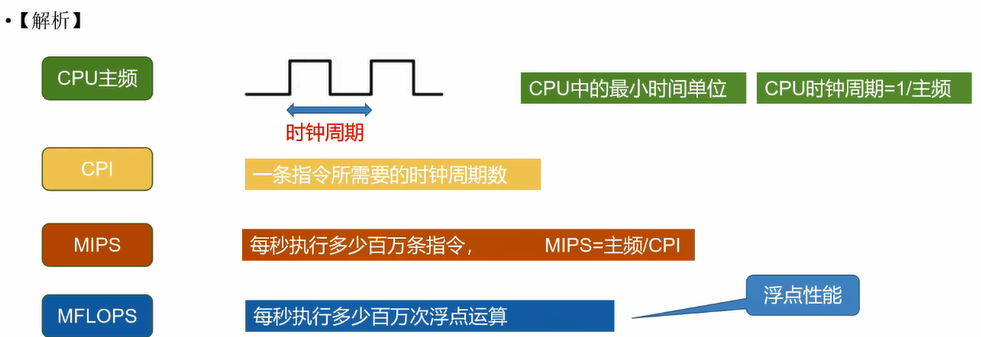 •【解析】
CPU主频
时钟周期
CPU中的最小时间单位
CPU时钟周期=1/主频
CPI
一条指令所需要的时钟周期数
MIPS
每秒执行多少百万条指令， MIPS=主频/CPI
MFLOPS
每秒执行多少百万次浮点运算
浮点性能